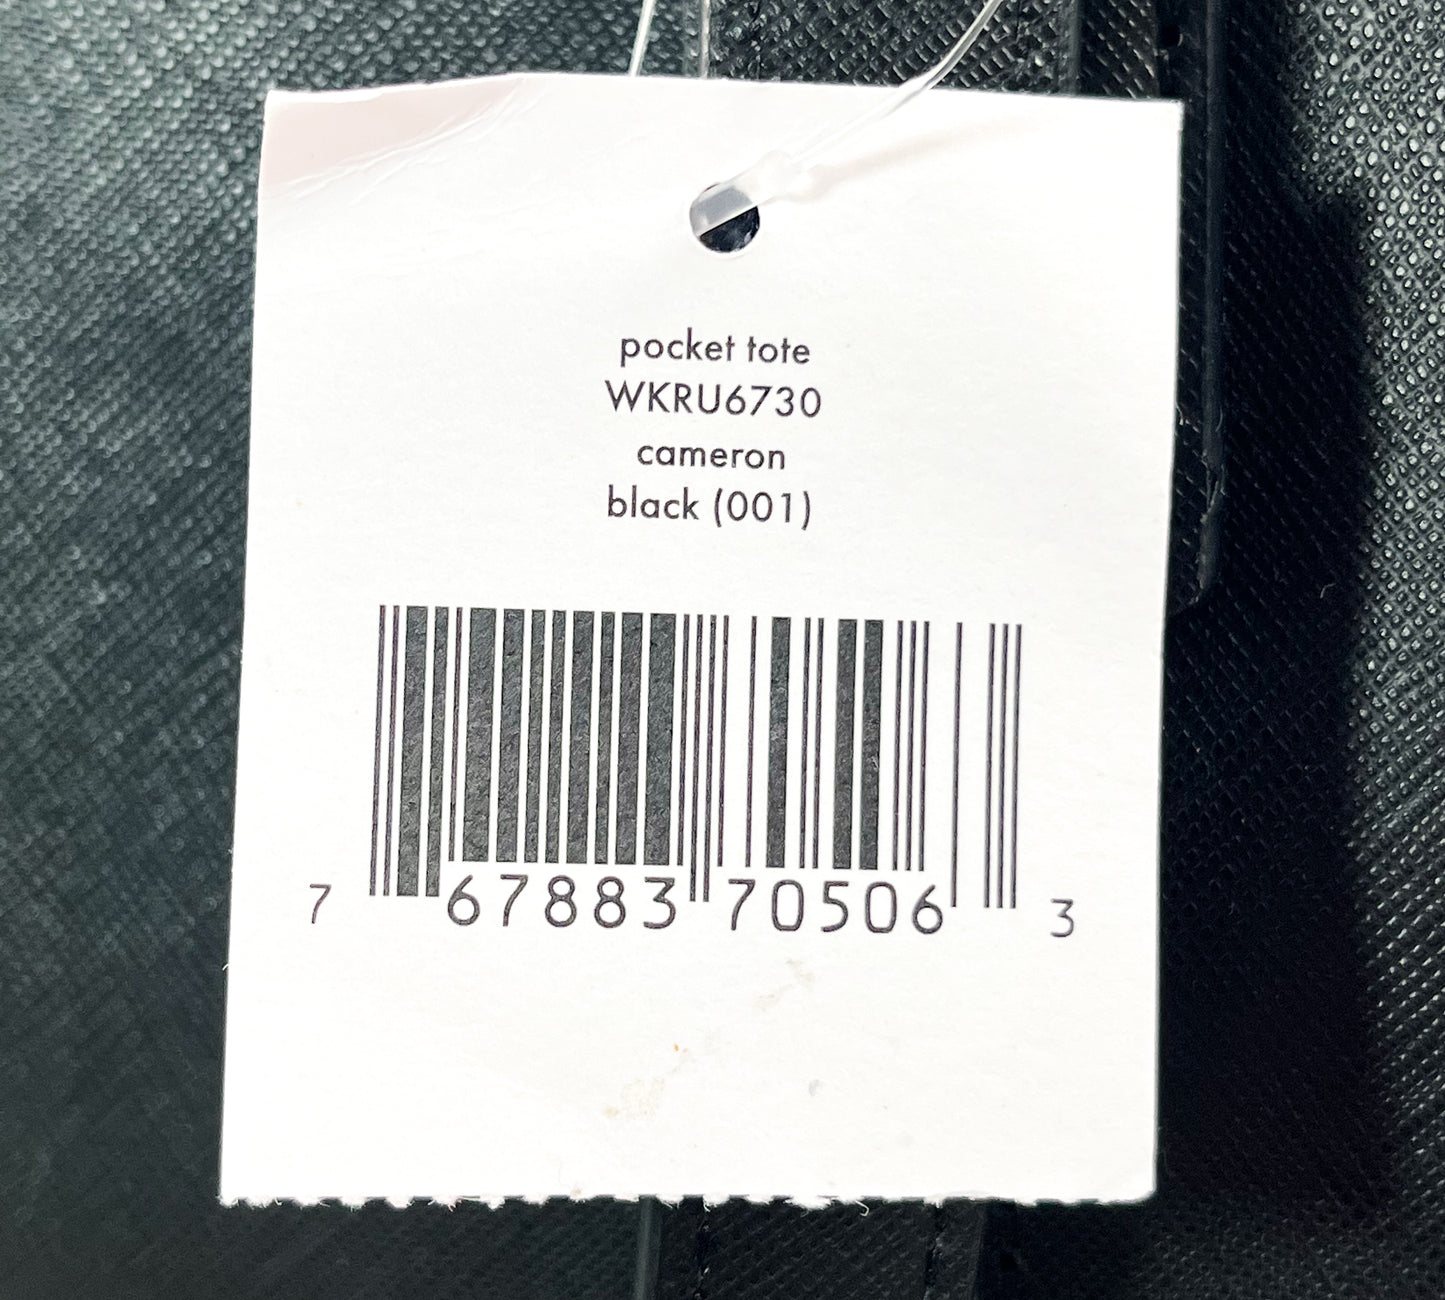 pocket tote
WKRU6730
cameron
black (001)
7 67883 70506 3